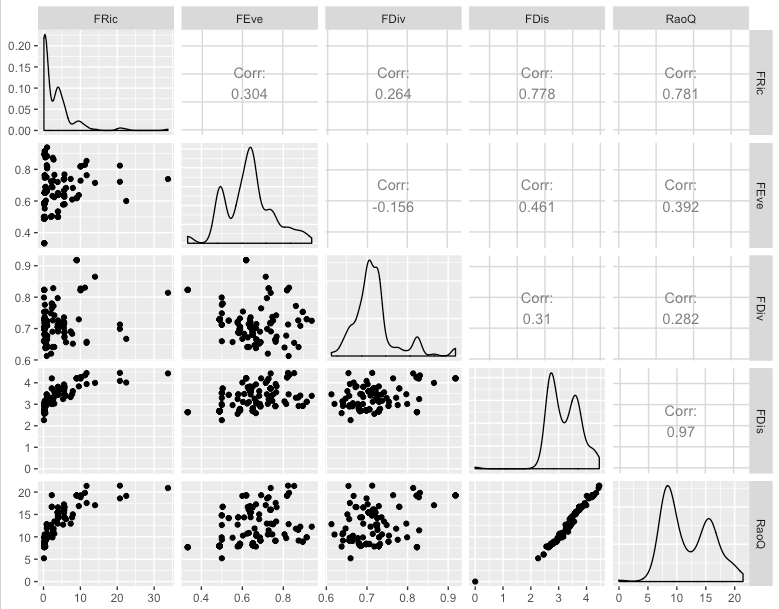 FRic FEve FDiv FDis RaoQ
0.20
0.15
0.10
0.05
0.00
Corr:
0.304
Corr:
0.264
Corr:
0.778
Corr:
0.781
FRic
0.8
0.6
0.4
Corr:
-0.156
Corr:
0.461
Corr:
0.392
FEve
0.9
0.8
0.7
0.6
Corr:
0.31
Corr:
0.282
FDiv
4
3
2
1
0
Corr:
0.97
FDis
20
15
10
5
0
RaoQ
0 10 20 30 0.4 0.6 0.8 0.6 0.7 0.8 0.9 0 1 2 3 4 0 5 10 15 20